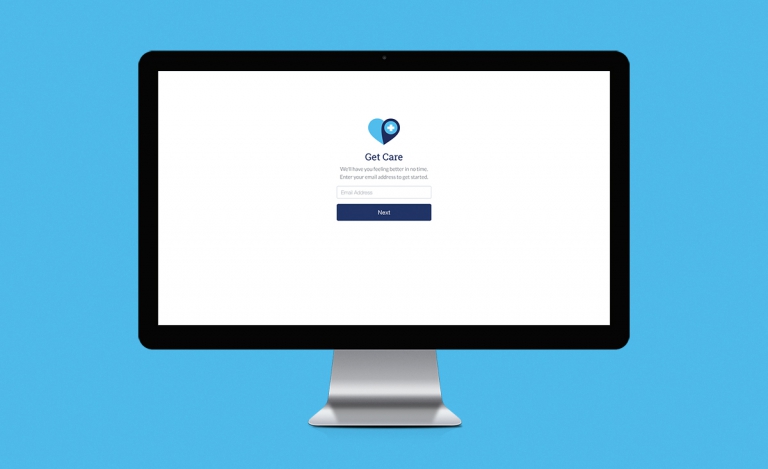 Get Care
We'll have you feeling better in no time.
Enter your email address to get started.
Email Address
Next